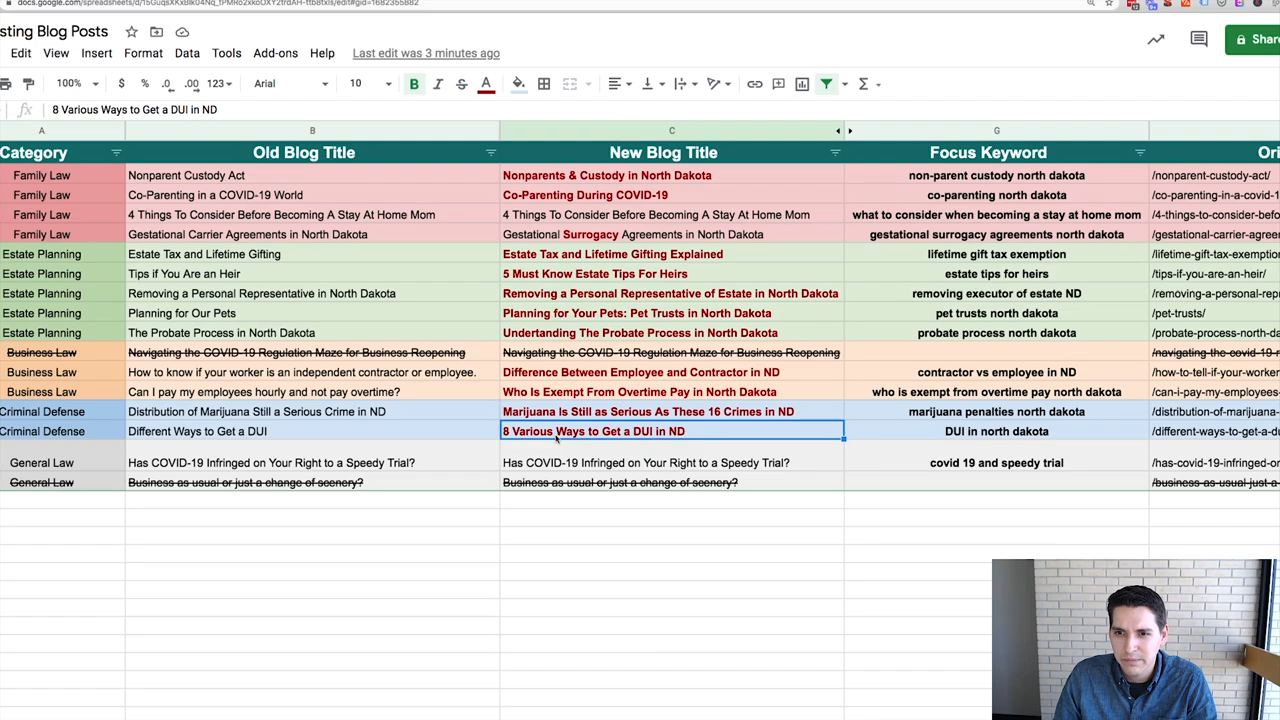 sting Blog Posts
Edit View Insert Format Data Tools Add-ons Help Last edit was 3 minutes ago
Share
100% $ % .0 .00 123 Arial 10 B I S A
fx 8 Various Ways to Get a DUI in ND
A B C G
Category Old Blog Title New Blog Title Focus Keyword Ori
Family Law Nonparent Custody Act Nonparents & Custody in North Dakota non-parent custody north dakota /nonparent-custody-act/
Family Law Co-Parenting in a COVID-19 World Co-Parenting During COVID-19 co-parenting north dakota /co-parenting-in-a-covid-1
Family Law 4 Things To Consider Before Becoming A Stay At Home Mom 4 Things To Consider Before Becoming A Stay At Home Mom what to consider when becoming a stay at home mom /4-things-to-consider-befo
Family Law Gestational Carrier Agreements in North Dakota Gestational Surrogacy Agreements in North Dakota gestational surrogacy agreements north dakota /gestational-carrier-agree
Estate Planning Estate Tax and Lifetime Gifting Estate Tax and Lifetime Gifting Explained lifetime gift tax exemption /lifetime-gift-tax-exemption
Estate Planning Tips if You Are an Heir 5 Must Know Estate Tips For Heirs estate tips for heirs /tips-if-you-are-an-heir/
Estate Planning Removing a Personal Representative in North Dakota Removing a Personal Representative of Estate in North Dakota removing executor of estate ND /removing-a-personal-rep
Estate Planning Planning for Our Pets Planning for Your Pets: Pet Trusts in North Dakota pet trusts north dakota /pet-trusts/
Estate Planning The Probate Process in North Dakota Undertanding The Probate Process in North Dakota probate process north dakota /probate-process-north-da
Business Law Navigating the COVID-19 Regulation Maze for Business Reopening Navigating the COVID-19 Regulation Maze for Business Reopening /navigating-the-covid-19-r
Business Law How to know if your worker is an independent contractor or employee. Difference Between Employee and Contractor in ND contractor vs employee in ND /how-to-tell-if-your-worker
Business Law Can I pay my employees hourly and not pay overtime? Who Is Exempt From Overtime Pay in North Dakota who is exempt from overtime pay north dakota /can-i-pay-my-employees
Criminal Defense Distribution of Marijuana Still a Serious Crime in ND Marijuana Is Still as Serious As These 16 Crimes in ND marijuana penalties north dakota /distribution-of-marijuana-
Criminal Defense Different Ways to Get a DUI 8 Various Ways to Get a DUI in ND DUI in north dakota /different-ways-to-get-a-du
General Law Has COVID-19 Infringed on Your Right to a Speedy Trial? Has COVID-19 Infringed on Your Right to a Speedy Trial? covid 19 and speedy trial /has-covid-19-infringed-or
General Law Business as usual or just a change of scenery? Business as usual or just a change of scenery? /business-as-usual-just-a-